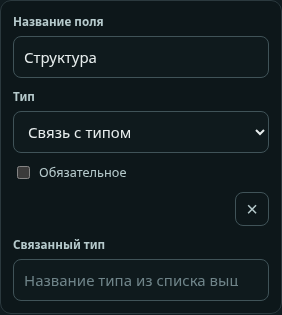 Название поля
Структура
Тип
Связь с типом
Обязательное
×
Связанный тип
Название типа из списка выш